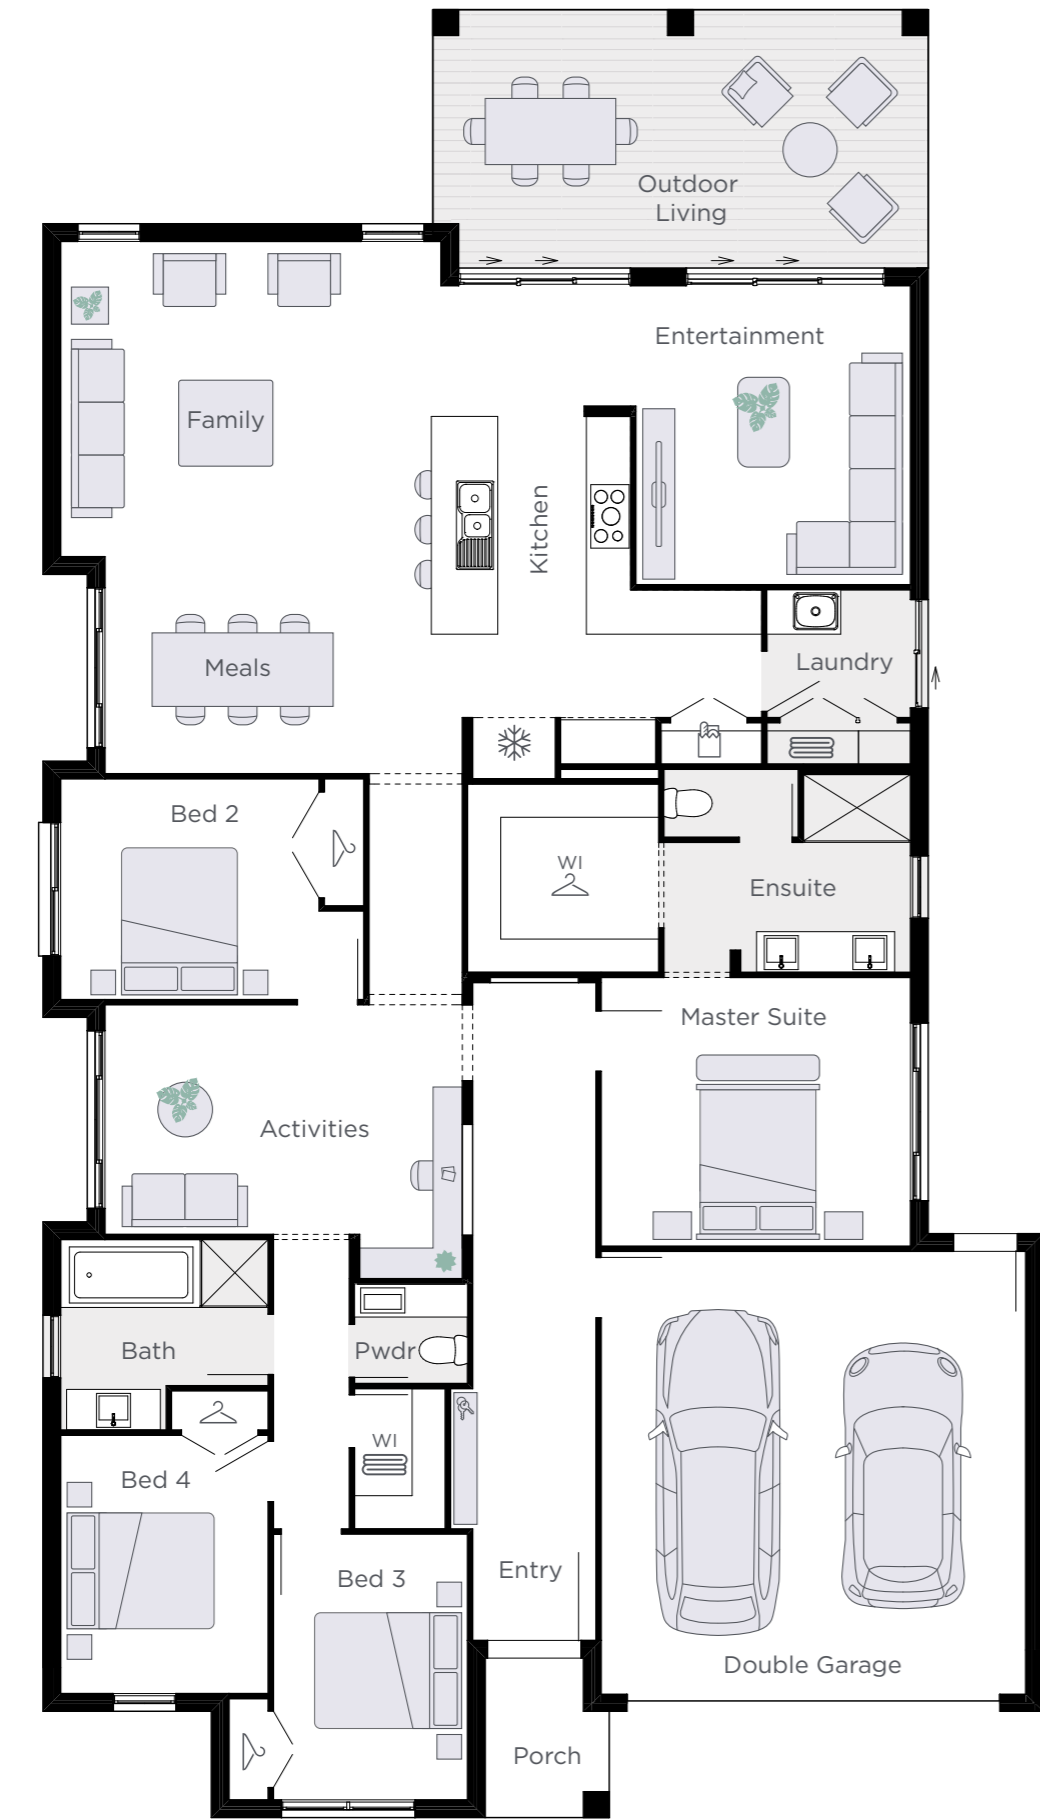 Outdoor
Living
Entertainment
Family
Kitchen
Meals
Laundry
Bed 2
WI
Ensuite
Master Suite
Activities
Bath
Pwdr
WI
Bed 4
Entry
Bed 3
Double Garage
Porch